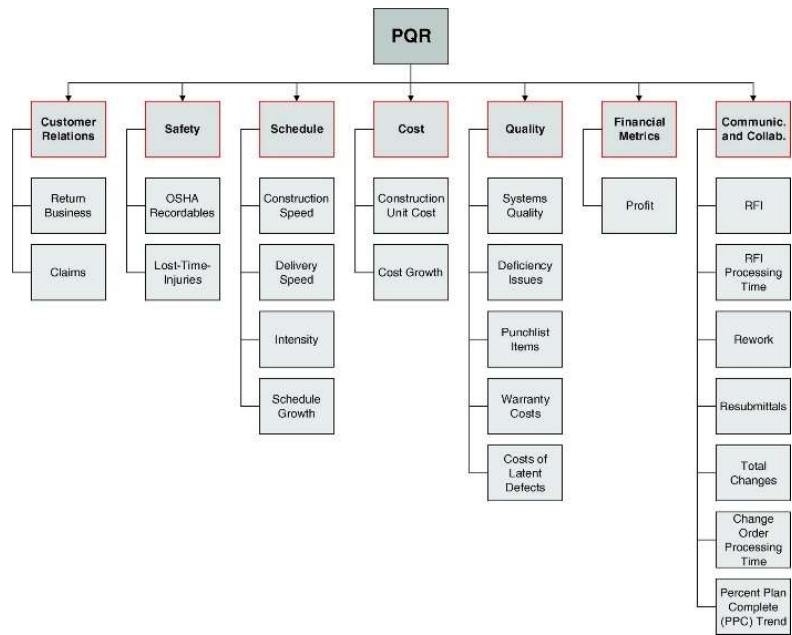 PQR
Customer
Relations
Safety
Schedule
Cost
Quality
Financial
Metrics
Communic.
and Collab.
Return
Business
OSHA
Recordables
Construction
Speed
Construction
Unit Cost
Systems
Quality
Profit
RFI
Claims
Lost-Time-
Injuries
Delivery
Speed
Cost Growth
Deficiency
Issues
RFI
Processing
Time
Intensity
Punchlist
Items
Rework
Schedule
Growth
Warranty
Costs
Resubmittals
Costs of
Latent
Defects
Total
Changes
Change
Order
Processing
Time
Percent Plan
Complete
(PPC) Trend